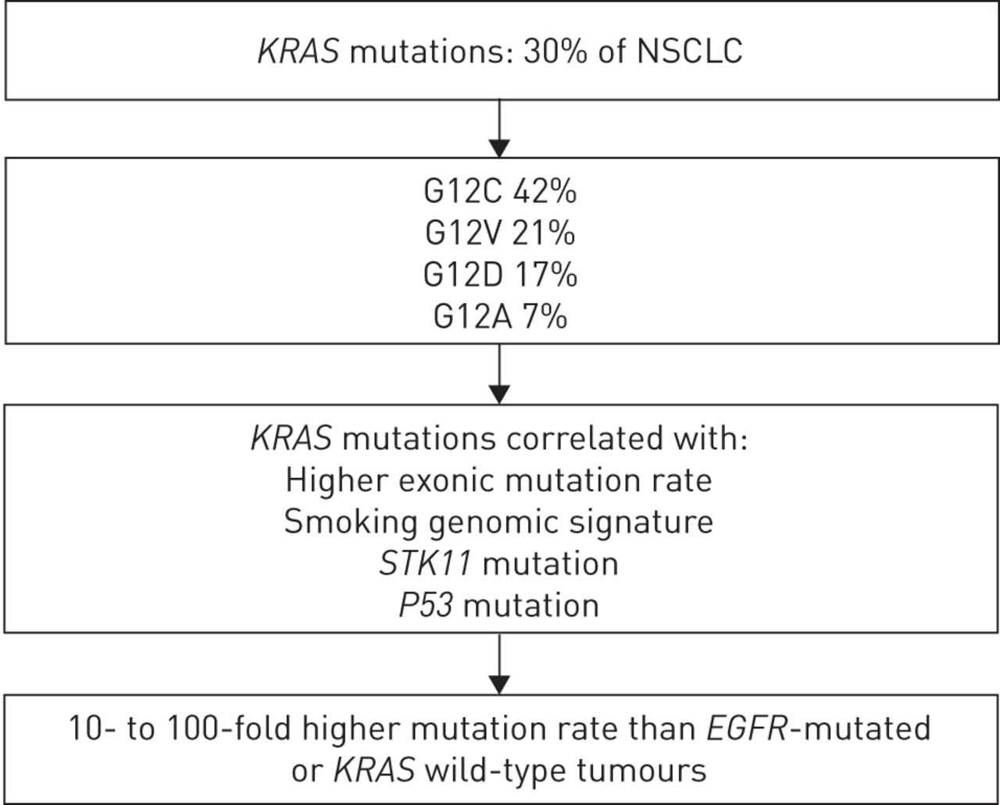 KRAS mutations: 30% of NSCLC
G12C 42%
G12V 21%
G12D 17%
G12A 7%
KRAS mutations correlated with:
Higher exonic mutation rate
Smoking genomic signature
STK11 mutation
P53 mutation
10- to 100-fold higher mutation rate than EGFR-mutated
or KRAS wild-type tumours